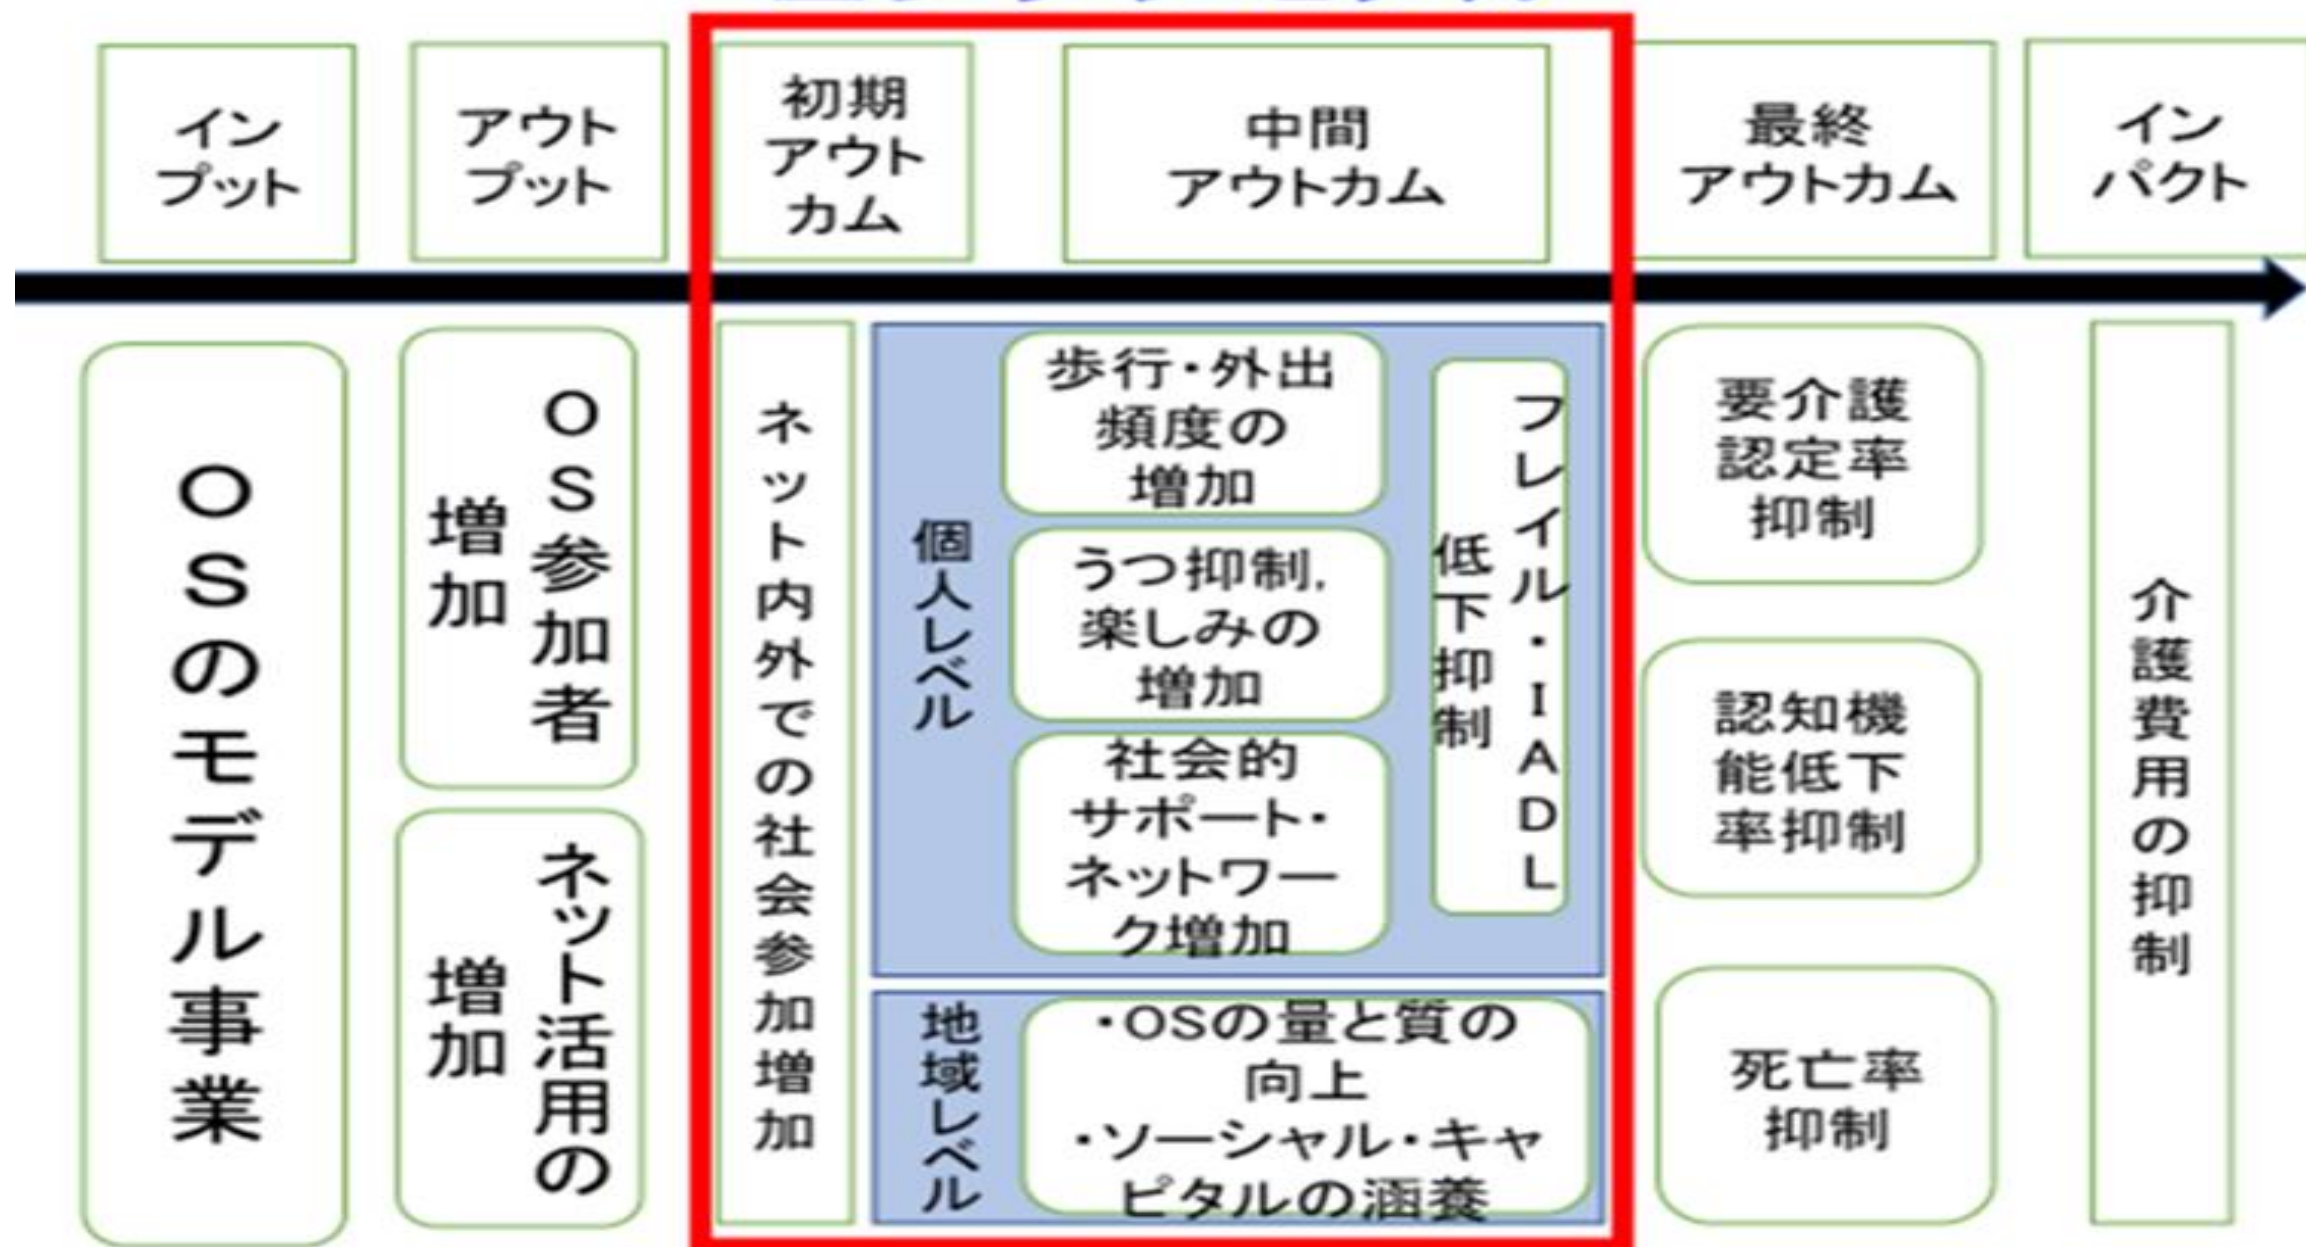 イン
プット
アウト
プット
初期
アウト
カム
中間
アウトカム
最終
アウトカム
イン
パクト
OSのモデル事業
OS参加者
増加
ネット活用の
増加
ネット内外での社会参加増加
個人レベル
歩行・外出
頻度の
増加
うつ抑制,
楽しみの
増加
社会的
サポート・
ネットワー
ク増加
フレイル・IADL
低下抑制
地域レベル
・OSの量と質の
向上
・ソーシャル・キャ
ピタルの涵養
要介護
認定率
抑制
認知機
能低下
率抑制
死亡率
抑制
介護費用の抑制